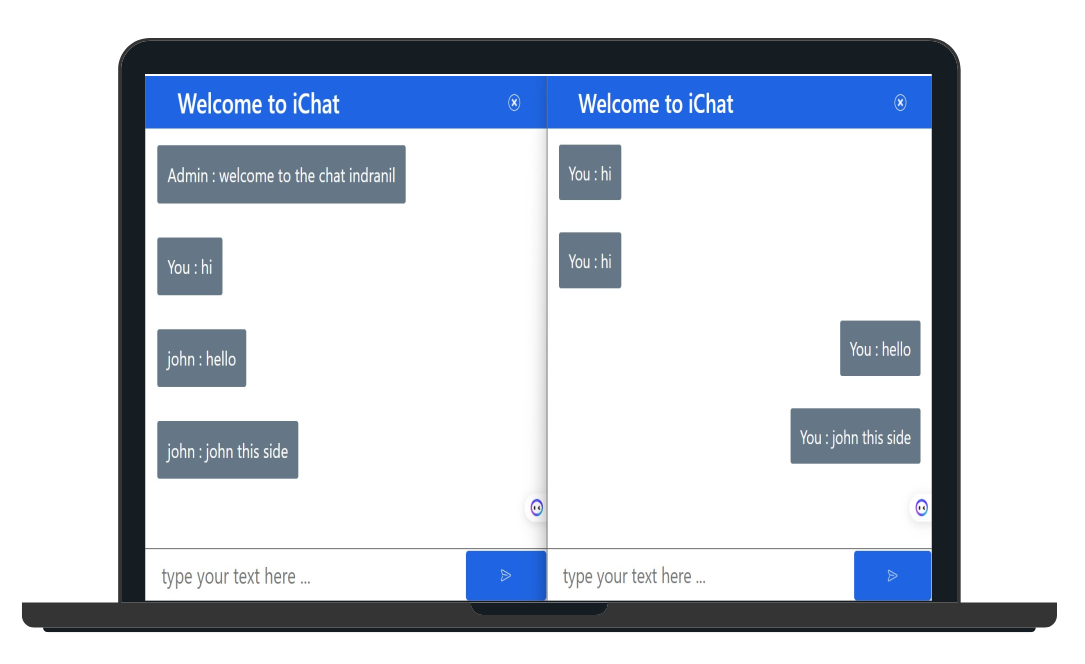 Welcome to iChat
Admin : welcome to the chat indranil
You : hi
john : hello
john : john this side
type your text here ...
Welcome to iChat
You : hi
You : hi
You : hello
You : john this side
type your text here ...